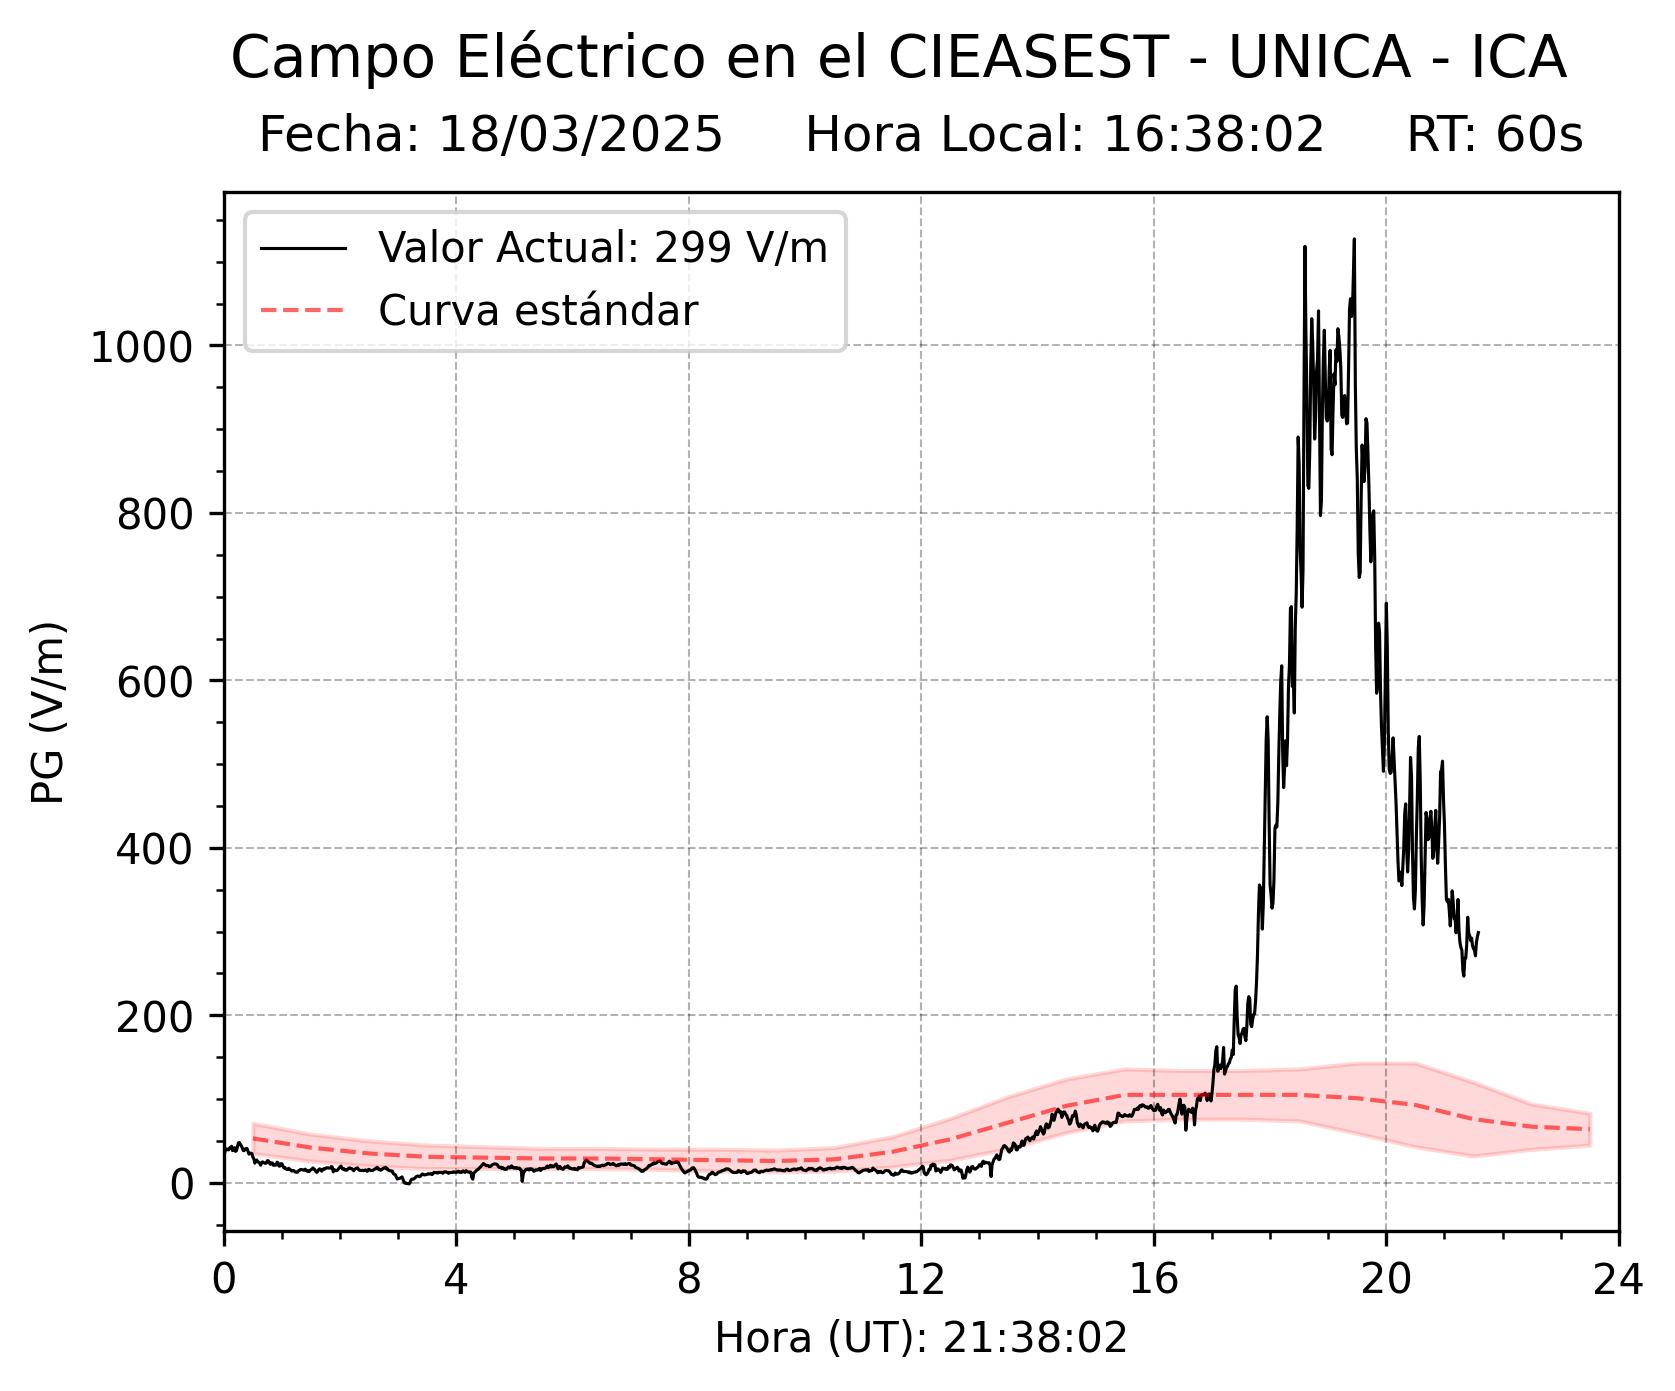 Campo Eléctrico en el CIEASEST - UNICA - ICA
Fecha: 18/03/2025 Hora Local: 16:38:02 RT: 60s
Valor Actual: 299 V/m
Curva estándar
PG (V/m)
1000
800
600
400
200
0
0 4 8 12 16 20 24
Hora (UT): 21:38:02